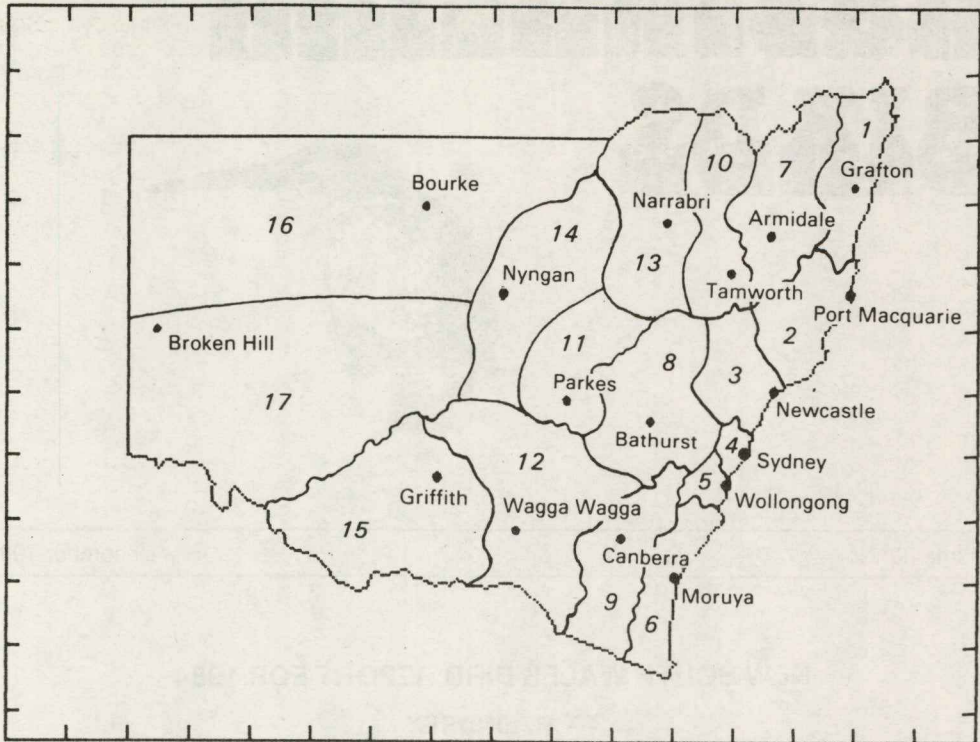 1
10
7
Grafton
Bourke
Narrabri
Armidale
16
14
13
Nyngan
Tamworth
Port Macquarie
Broken Hill
11
2
8
3
17
Parkes
Newcastle
Bathurst
4
Sydney
12
5
Griffith
Wagga Wagga
Wollongong
15
Canberra
Moruya
9
6